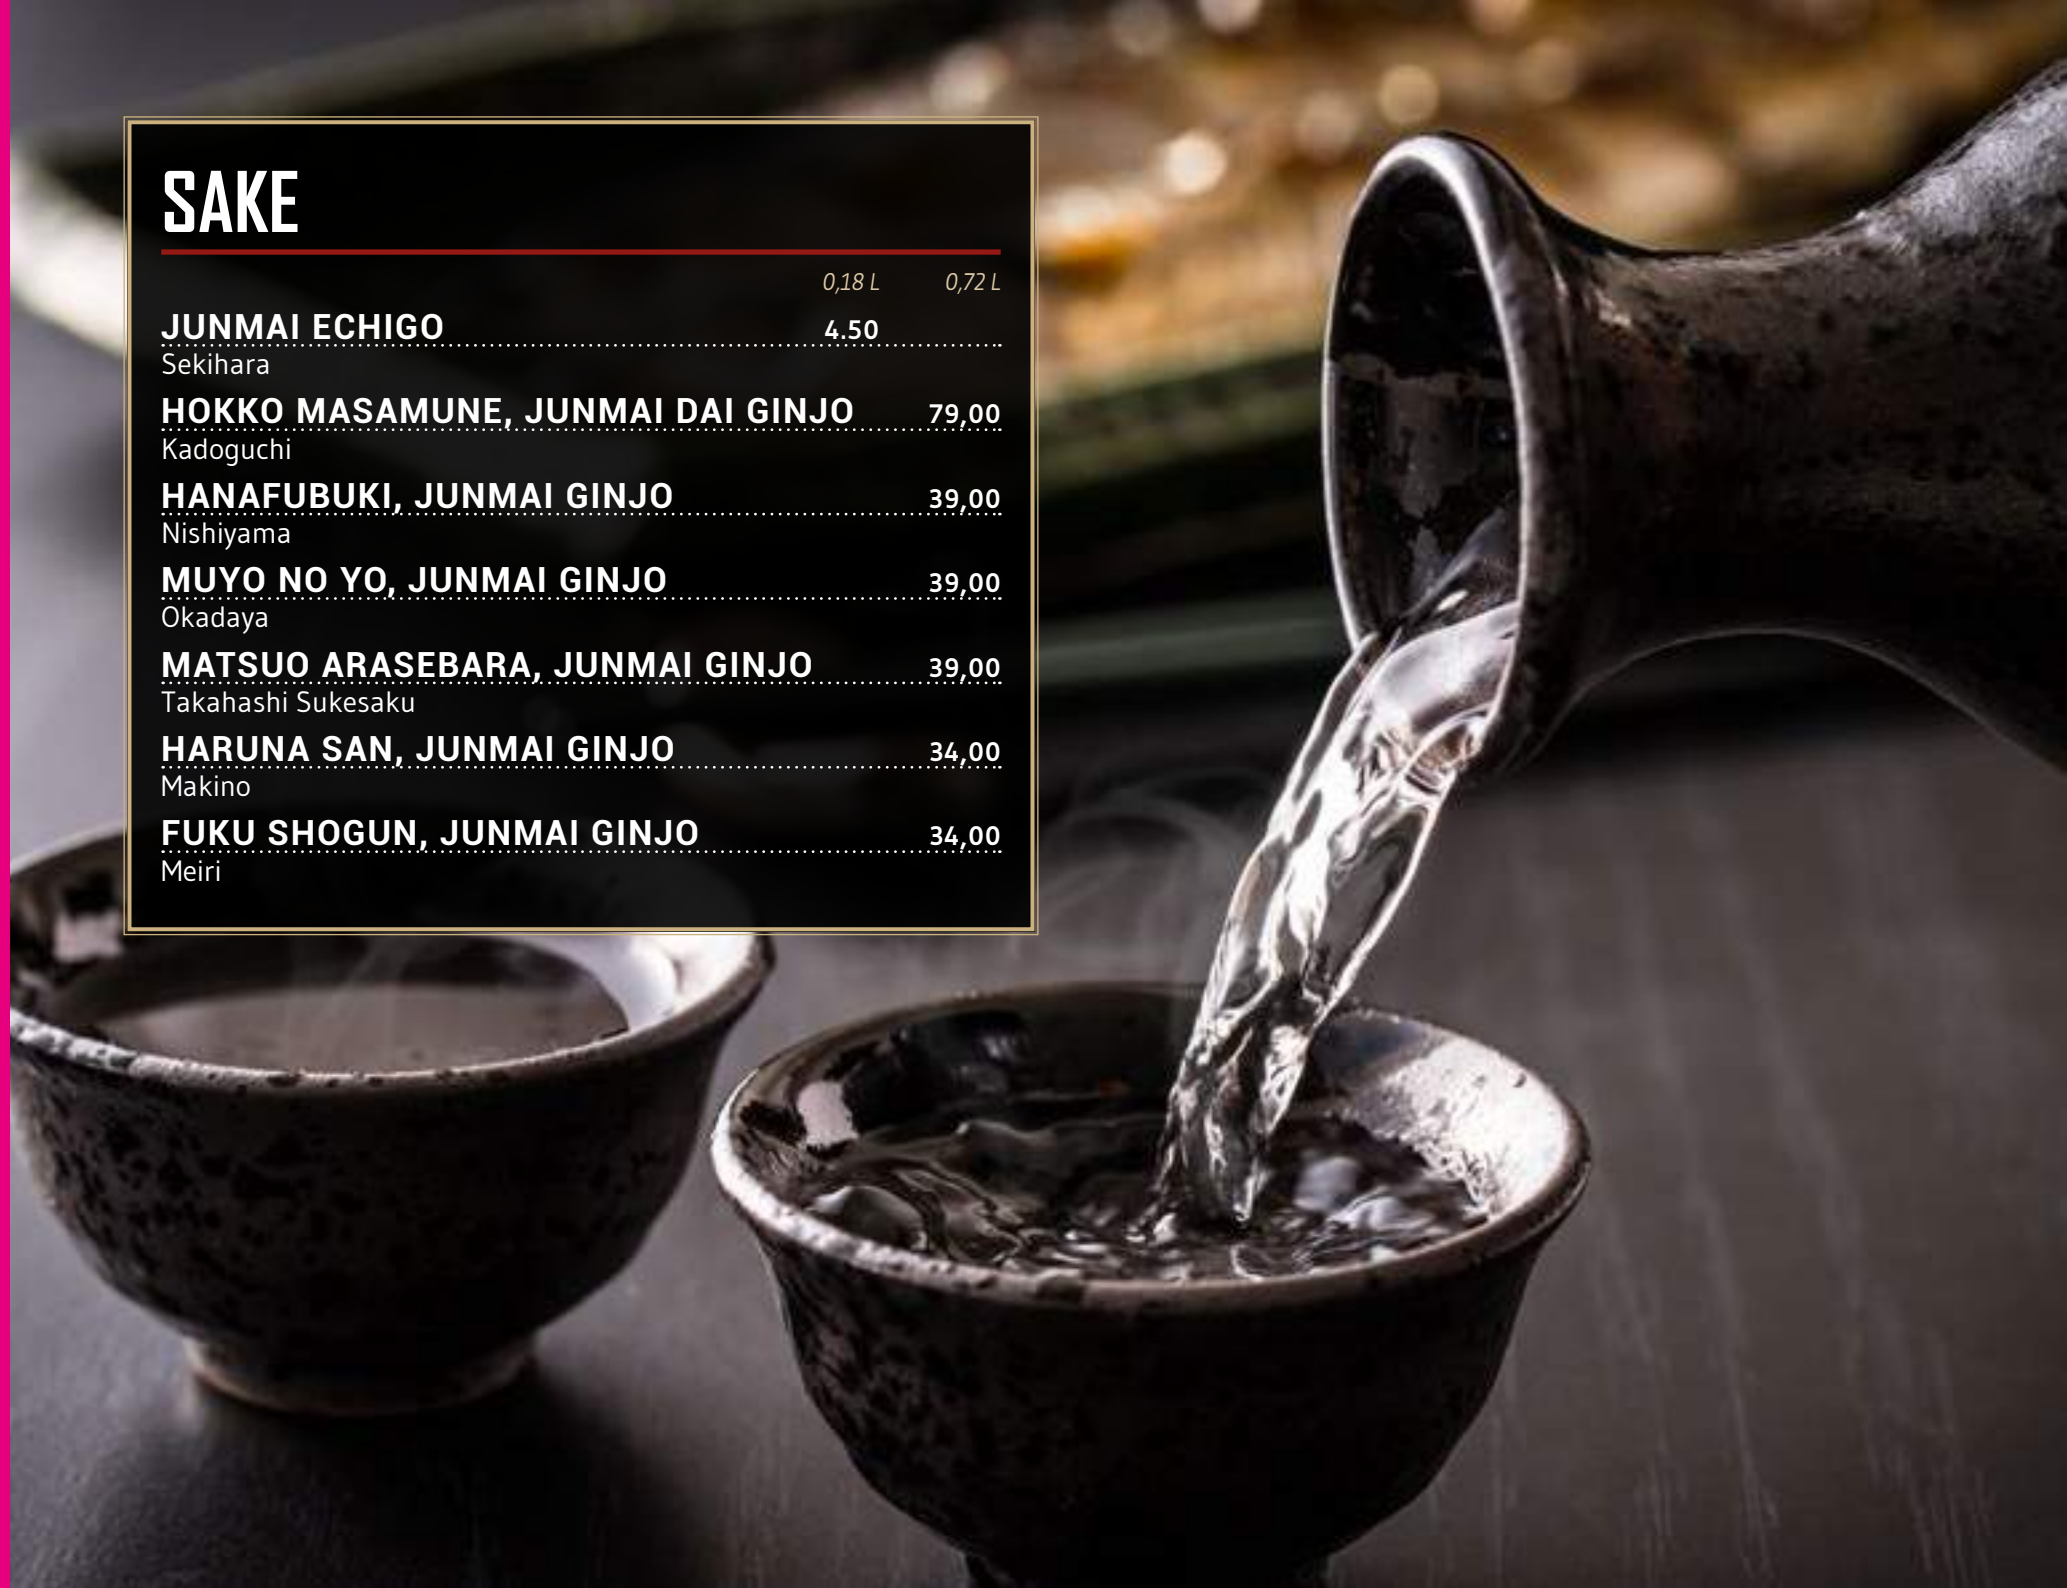 SAKE
0,18 L 0,72 L
JUNMAI ECHIGO 4.50
Sekihara
HOKKO MASAMUNE, JUNMAI DAI GINJO 79,00
Kadoguchi
HANAFUBUKI, JUNMAI GINJO 39,00
Nishiyama
MUYO NO YO, JUNMAI GINJO 39,00
Okadaya
MATSUO ARASEBARA, JUNMAI GINJO 39,00
Takahashi Sukesaku
HARUNA SAN, JUNMAI GINJO 34,00
Makino
FUKU SHOGUN, JUNMAI GINJO 34,00
Meiri